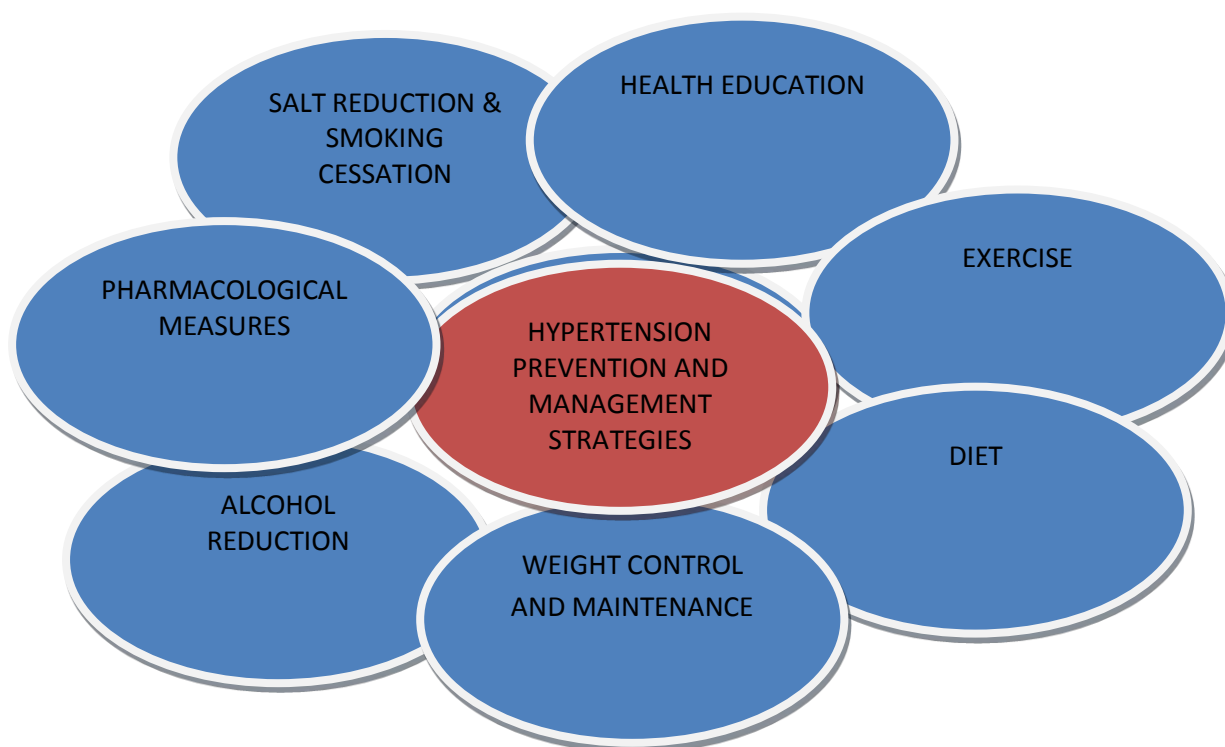 SALT REDUCTION &
SMOKING
CESSATION
HEALTH EDUCATION
EXERCISE
PHARMACOLOGICAL
MEASURES
HYPERTENSION
PREVENTION AND
MANAGEMENT
STRATEGIES
DIET
ALCOHOL
REDUCTION
WEIGHT CONTROL
AND MAINTENANCE